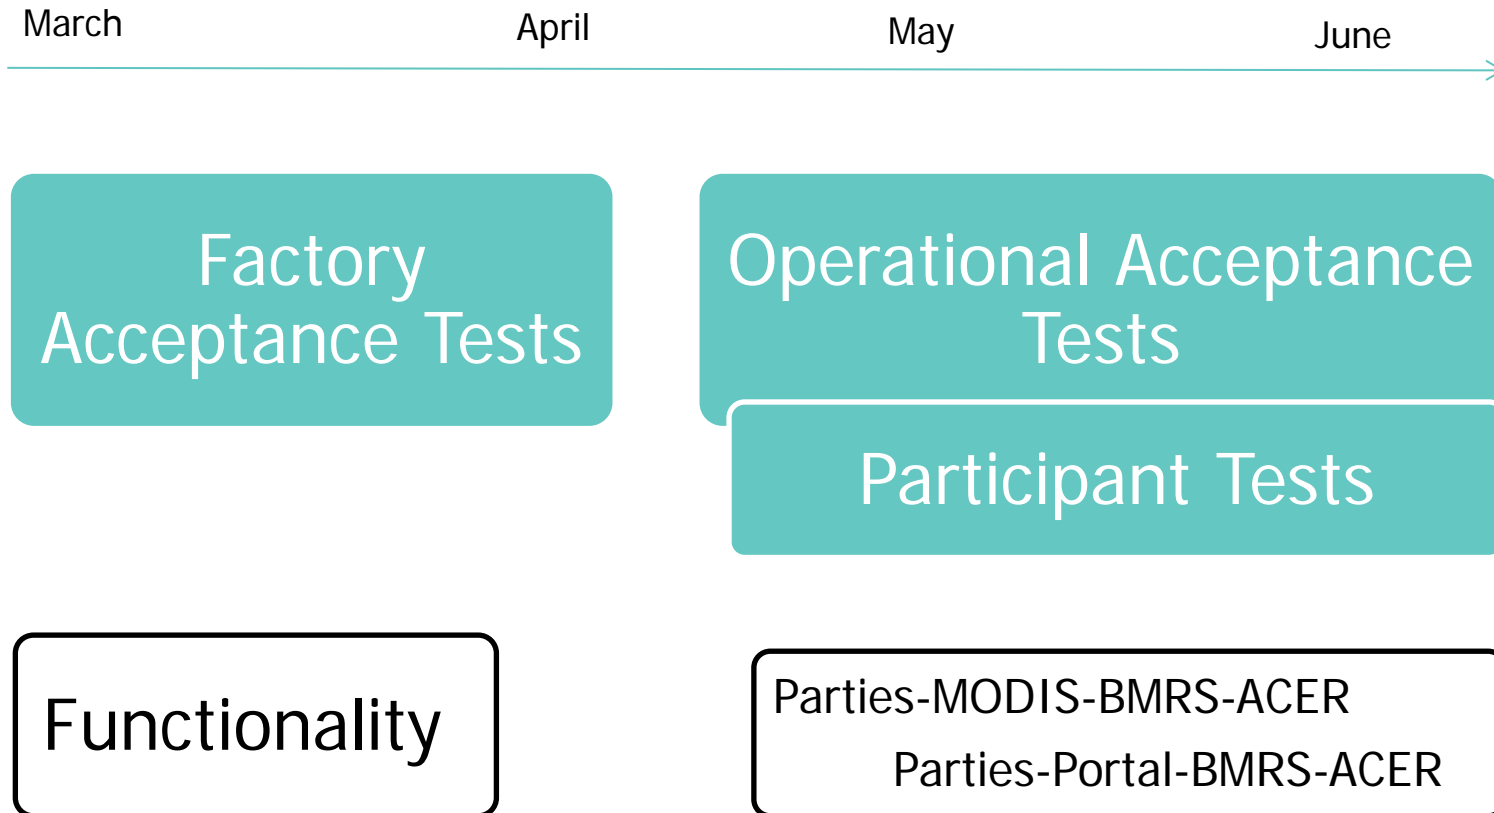 March
April
May
June
Factory
Acceptance Tests
Operational Acceptance
Tests
Participant Tests
Functionality
Parties-MODIS-BMRS-ACER
Parties-Portal-BMRS-ACER